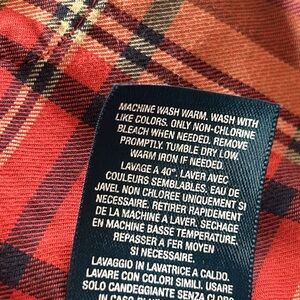 MACHINE WASH WARM. WASH WITH
LIKE COLORS. ONLY NON-CHLORINE
BLEACH WHEN NEEDED. REMOVE
PROMPTLY. TUMBLE DRY LOW.
WARM IRON IF NEEDED.
LAVAGE A 40°. LAVER AVEC
COULEURS SEMBLABLES. EAU DE
JAVEL NON CHLOREE UNIQUEMENT SI
NECESSAIRE. RETIRER RAPIDEMENT
DE LA MACHINE A LAVER. SECHAGE
EN MACHINE BASSE TEMPERATURE.
REPASSER A FER MOYEN
SI NECESSAIRE.
LAVAGGIO IN LAVATRICE A CALDO.
LAVARE CON COLORI SIMILI. USARE
SOLO CANDEGGIANTE SENZA CLORO
IN CASO